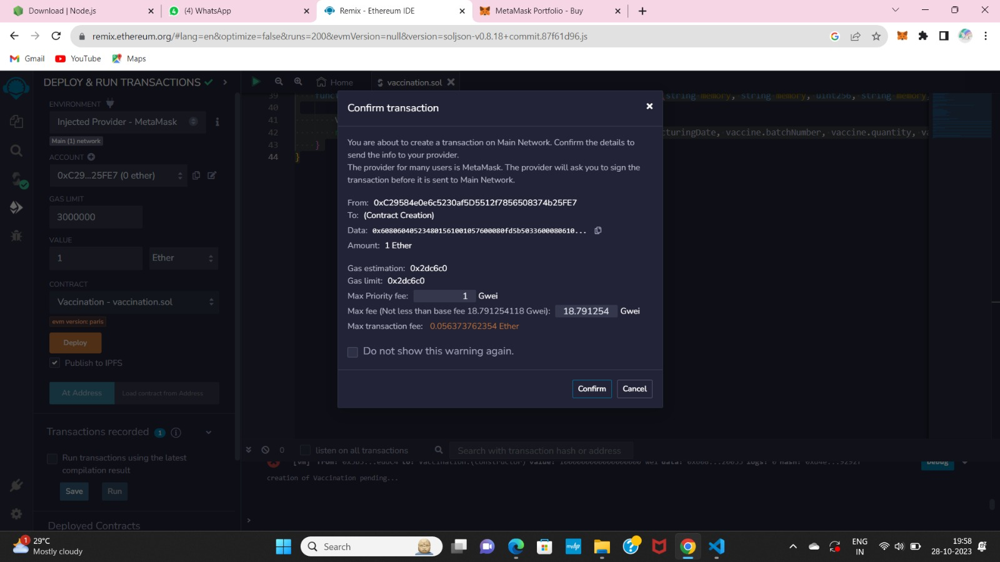 Download | Node.js
4 (4) WhatsApp
Remix - Ethereum IDE
MetaMask Portfolio - Buy
remix.ethereum.org/#lang=en&optimize=false&runs=200&evmVersion=null&version=soljson-v0.8.18+commit.87f61d96.js
Gmail YouTube Maps
DEPLOY & RUN TRANSACTIONS
ENVIRONMENT
Injected Provider - MetaMask
Main (1) network
ACCOUNT
0xC29...25FE7 (0 ether)
GAS LIMIT
3000000
VALUE
1 Ether
CONTRACT
Vaccination - vaccination.sol
evm version: paris
Deploy
Publish to IPFS
At Address Load contract from Address
Transactions recorded 1
Run transactions using the latest
compilation result
Save Run
Deployed Contracts
Home vaccination.sol
39 (string memory, string memory, uint256, string memory,
40
41
42 vaccine.batchNumber, vaccine.quantity,
43 }
44 }
Confirm transaction
You are about to create a transaction on Main Network. Confirm the details to
send the info to your provider.
The provider for many users is MetaMask. The provider will ask you to sign the
transaction before it is sent to Main Network.
From: 0xC29584e0e6c5230af5D5512f7856508374b25FE7
To: (Contract Creation)
Data: 0x608060405234801561001057600080fd5b5033600080610...
Amount: 1 Ether
Gas estimation: 0x2dc6c0
Gas limit: 0x2dc6c0
Max Priority fee: 1 Gwei
Max fee (Not less than base fee 18.791254118 Gwei): 18.791254 Gwei
Max transaction fee: 0.056373762354 Ether
Do not show this warning again.
Confirm Cancel
0 listen on all transactions Search with transaction hash or address
creation of Vaccination pending...
1 29°C
Mostly cloudy
Search
myhp
ENG
IN
19:58
28-10-2023